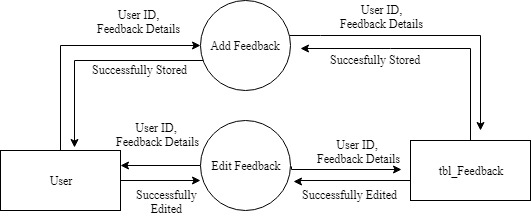 User ID,
Feedback Details
Add Feedback
User ID,
Feedback Details
Successfully Stored
Successfully Stored
User ID,
Feedback Details
Edit Feedback
User ID,
Feedback Details
User
Successfully
Edited
Successfully Edited
tbl_Feedback